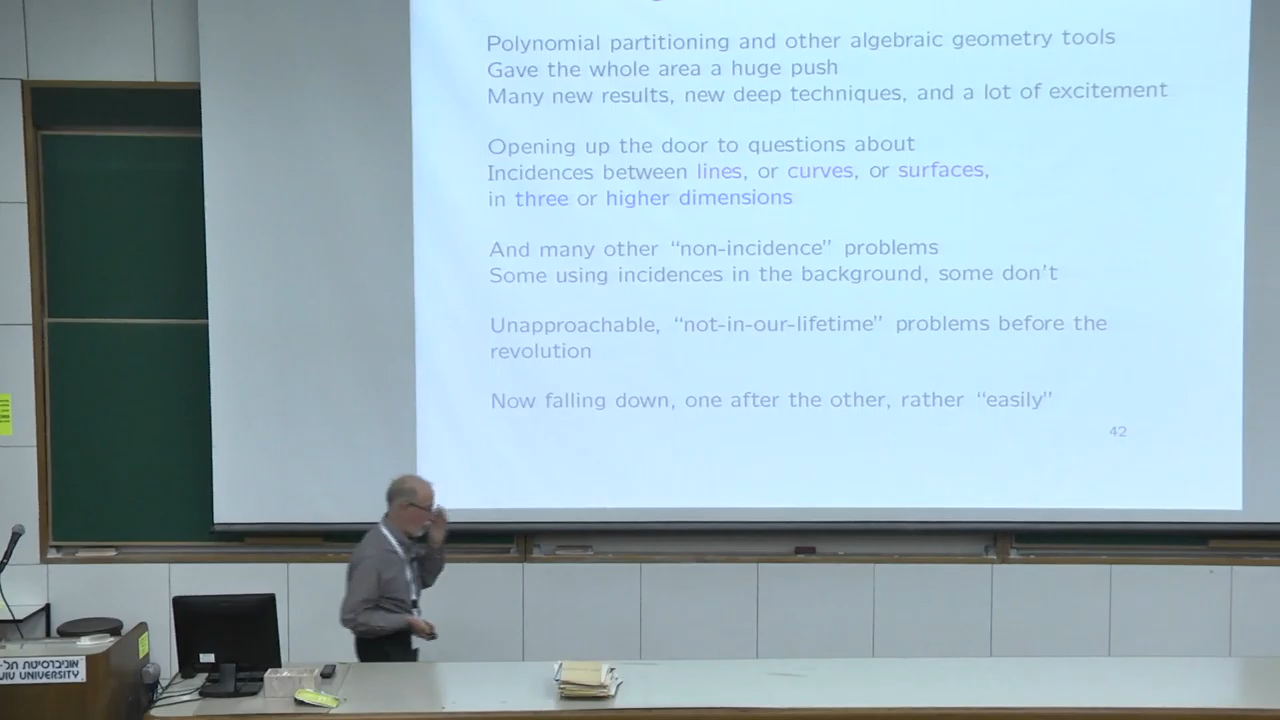 Polynomial partitioning and other algebraic geometry tools
Gave the whole area a huge push
Many new results, new deep techniques, and a lot of excitement
Opening up the door to questions about
Incidences between lines, or curves, or surfaces,
in three or higher dimensions
And many other “non-incidence” problems
Some using incidences in the background, some don't
Unapproachable, “not-in-our-lifetime” problems before the
revolution
Now falling down, one after the other, rather “easily”
42
אוניברסיטת תל-
UNIVERSITY